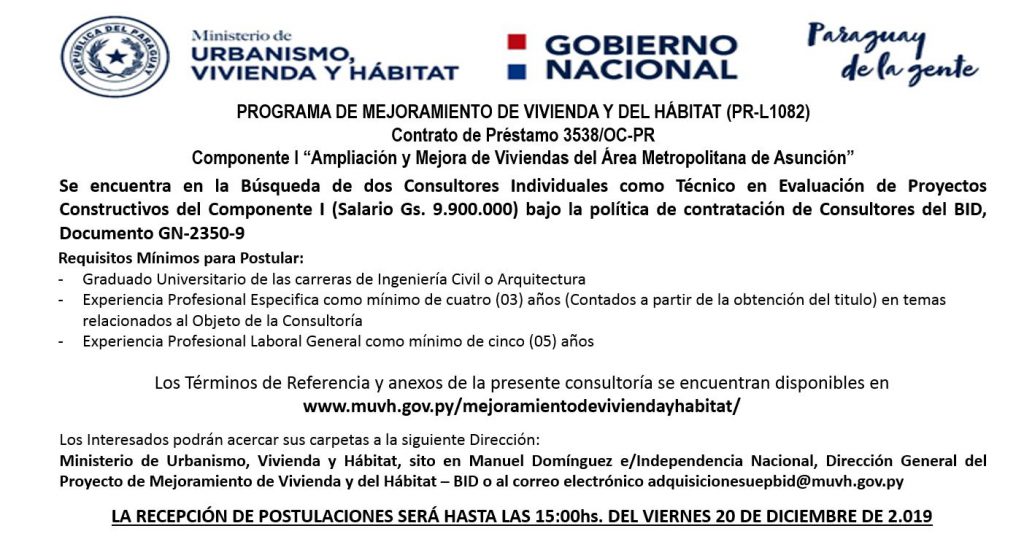 REPÚBLICA DEL PARAGUAY
Ministerio de
URBANISMO,
VIVIENDA Y HÁBITAT
GOBIERNO
NACIONAL
Paraguay
de la gente
PROGRAMA DE MEJORAMIENTO DE VIVIENDA Y DEL HÁBITAT (PR-L1082)
Contrato de Préstamo 3538/OC-PR
Componente I “Ampliación y Mejora de Viviendas del Área Metropolitana de Asunción”
Se encuentra en la Búsqueda de dos Consultores Individuales como Técnico en Evaluación de Proyectos
Constructivos del Componente I (Salario Gs. 9.900.000) bajo la política de contratación de Consultores del BID,
Documento GN-2350-9
Requisitos Mínimos para Postular:
- Graduado Universitario de las carreras de Ingeniería Civil o Arquitectura
- Experiencia Profesional Especifica como mínimo de cuatro (03) años (Contados a partir de la obtención del titulo) en temas
relacionados al Objeto de la Consultoría
- Experiencia Profesional Laboral General como mínimo de cinco (05) años
Los Términos de Referencia y anexos de la presente consultoría se encuentran disponibles en
www.muvh.gov.py/mejoramientodeviviendayhabitat/
Los Interesados podrán acercar sus carpetas a la siguiente Dirección:
Ministerio de Urbanismo, Vivienda y Hábitat, sito en Manuel Domínguez e/Independencia Nacional, Dirección General del
Proyecto de Mejoramiento de Vivienda y del Hábitat – BID o al correo electrónico adquisicionesuepbid@muvh.gov.py
LA RECEPCIÓN DE POSTULACIONES SERÁ HASTA LAS 15:00hs. DEL VIERNES 20 DE DICIEMBRE DE 2.019